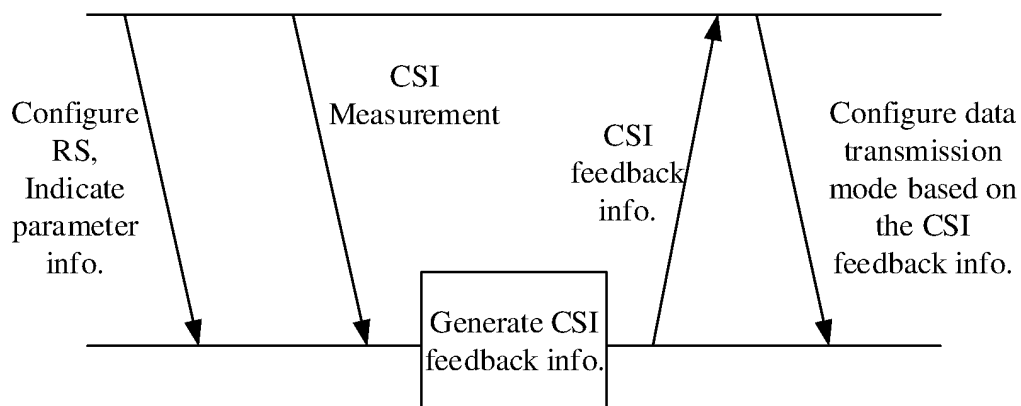 Configure
RS,
Indicate
parameter
info.
CSI
Measurement
Generate CSI
feedback info.
CSI
feedback
info.
Configure data
transmission
mode based on
the CSI
feedback info.